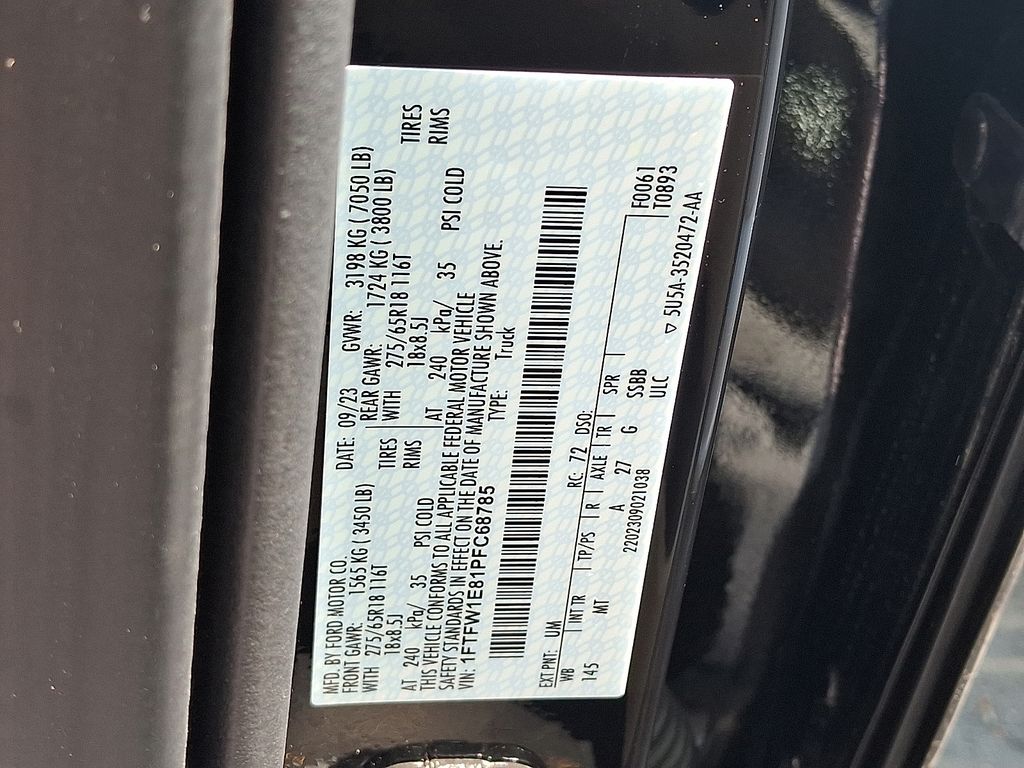 MFD. BY FORD MOTOR CO. DATE: 09/23 GVWR: 3198 KG ( 7050 LB)
FRONT GAWR: 1565 KG ( 3450 LB) REAR GAWR: 1724 KG ( 3800 LB)
WITH 275/65R18 116T TIRES WITH 275/65R18 116T TIRES
18x8.5J RIMS 18x8.5J RIMS
AT 240 kPa/ 35 PSI COLD AT 240 kPa/ 35 PSI COLD
THIS VEHICLE CONFORMS TO ALL APPLICABLE FEDERAL MOTOR VEHICLE
SAFETY STANDARDS IN EFFECT ON THE DATE OF MANUFACTURE SHOWN ABOVE.
VIN: 1FTFW1E81PFC68785 TYPE: Truck
EXT PNT: UM RC: 72 DSO: F0061
WB INT TR TP/PS R AXLE TR SPR T0893
145 MT A 27 G SSBB
ULC
2202309021038 ▽ 5U5A-3520472-AA